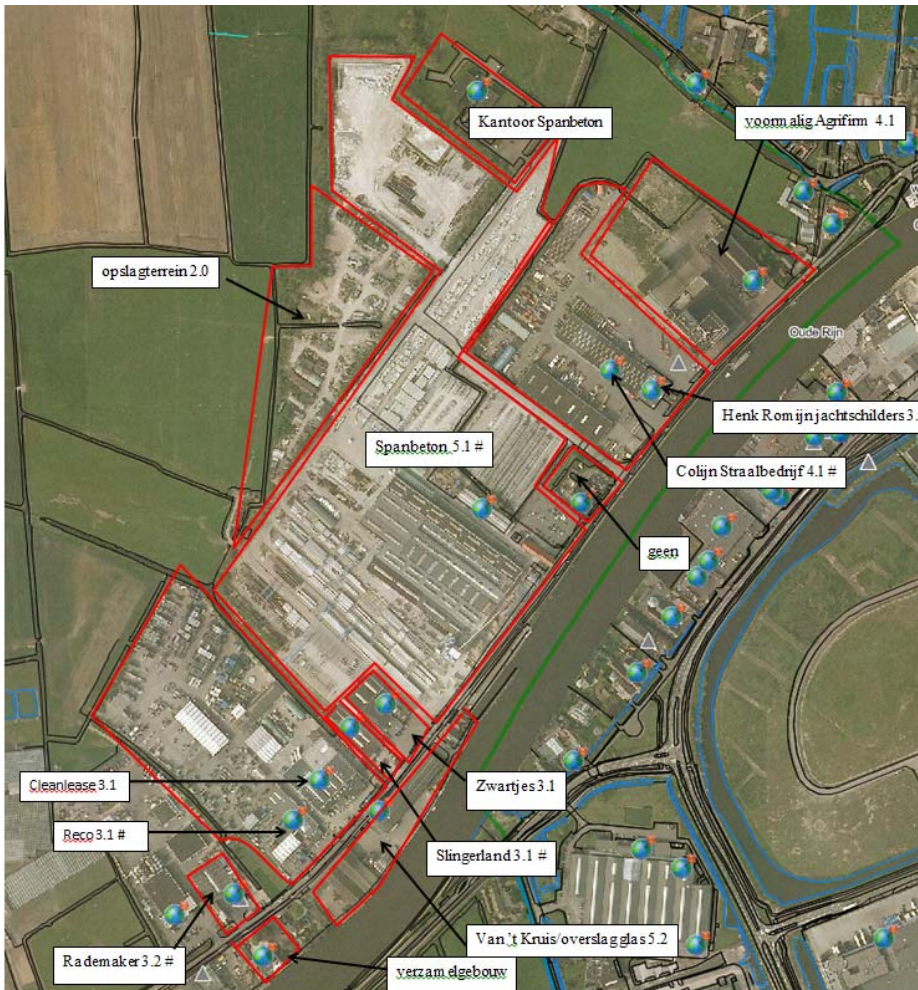 Kantoor Spanbeton
voormalig Agrifirm 4.1
opslagterrein 2.0
Oude Rijn
Henk Romijn jachtschilders 3.
Spanbeton 5.1 #
Colijn Straalbedrijf 4.1 #
geen
Cleanlease 3.1
Zwartjes 3.1
Reco 3.1 #
Slingerland 3.1 #
Van 't Kruis/overslag glas 5.2
Rademaker 3.2 #
verzamelgebouw